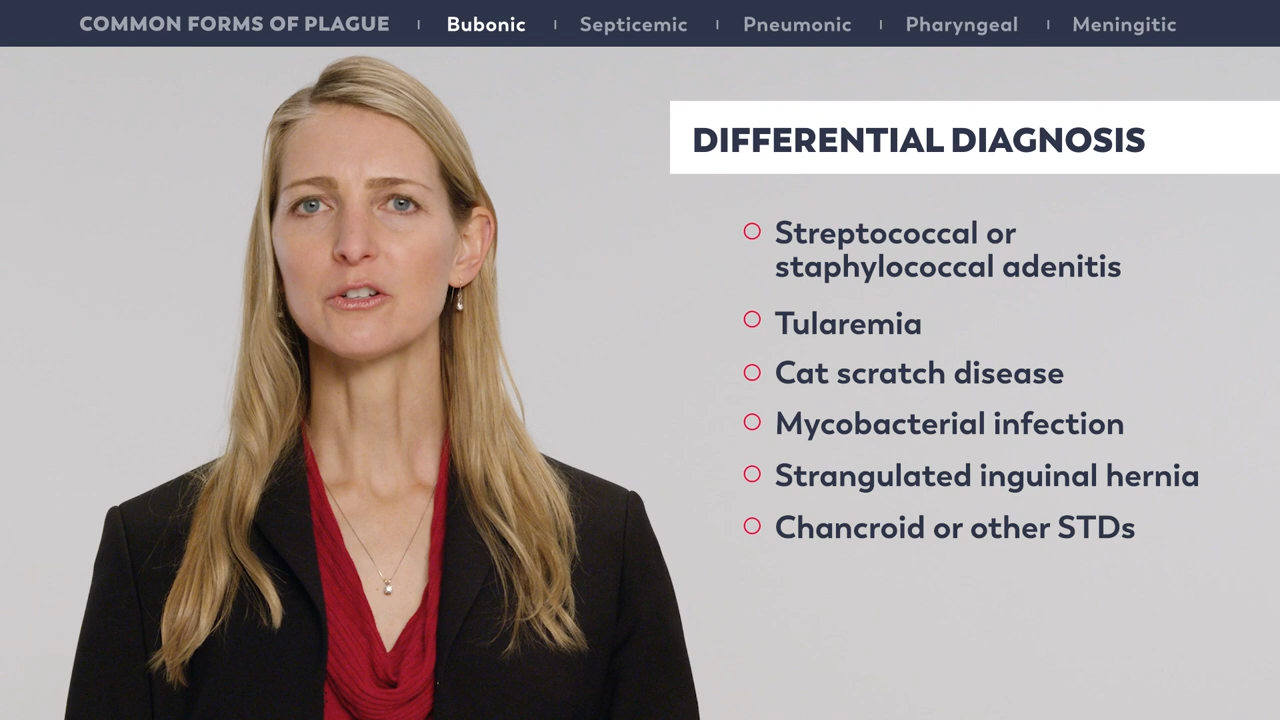 COMMON FORMS OF PLAGUE | Bubonic | Septicemic | Pneumonic | Pharyngeal | Meningitic
DIFFERENTIAL DIAGNOSIS
Streptococcal or
staphylococcal adenitis
Tularemia
Cat scratch disease
Mycobacterial infection
Strangulated inguinal hernia
Chancroid or other STDs